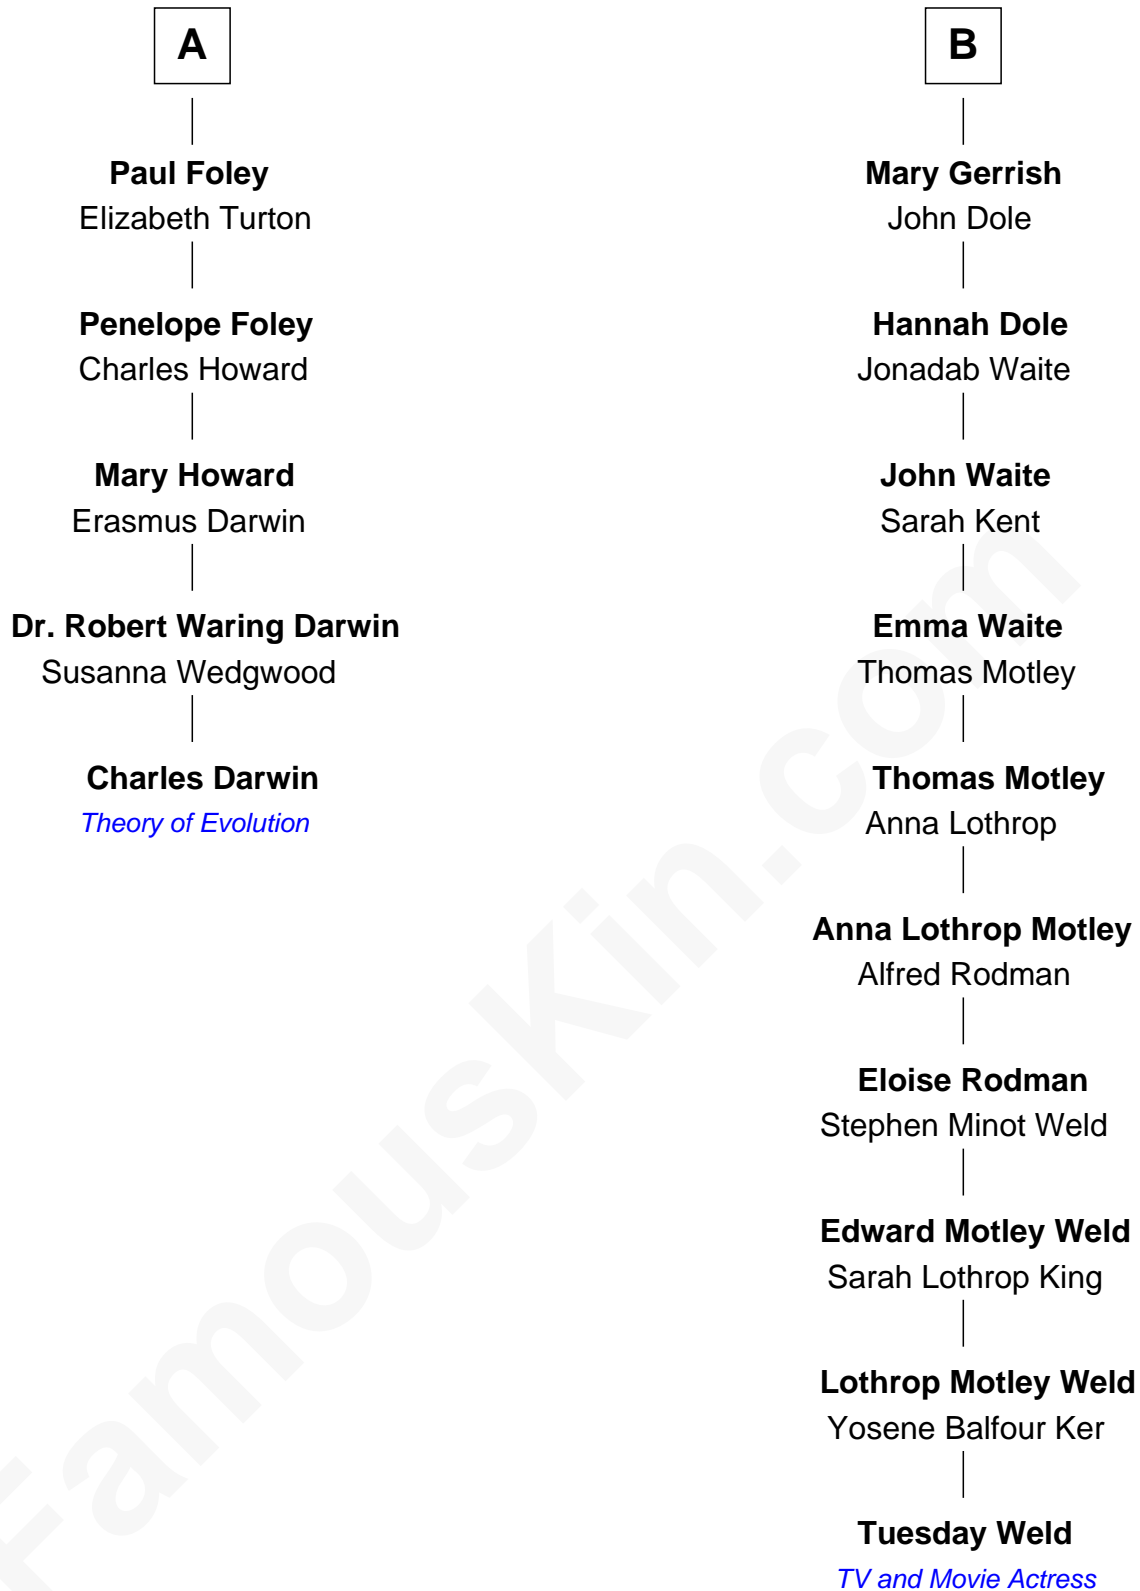 A
Paul Foley
Elizabeth Turton
Penelope Foley
Charles Howard
Mary Howard
Erasmus Darwin
Dr. Robert Waring Darwin
Susanna Wedgwood
Charles Darwin
Theory of Evolution
B
Mary Gerrish
John Dole
Hannah Dole
Jonadab Waite
John Waite
Sarah Kent
Emma Waite
Thomas Motley
Thomas Motley
Anna Lothrop
Anna Lothrop Motley
Alfred Rodman
Eloise Rodman
Stephen Minot Weld
Edward Motley Weld
Sarah Lothrop King
Lothrop Motley Weld
Yosene Balfour Ker
Tuesday Weld
TV and Movie Actress
FamousKin.com